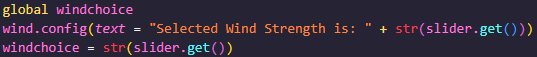 global windchoice
wind.config(text = "Selected Wind Strength is: " + str(slider.get()))
windchoice = str(slider.get())